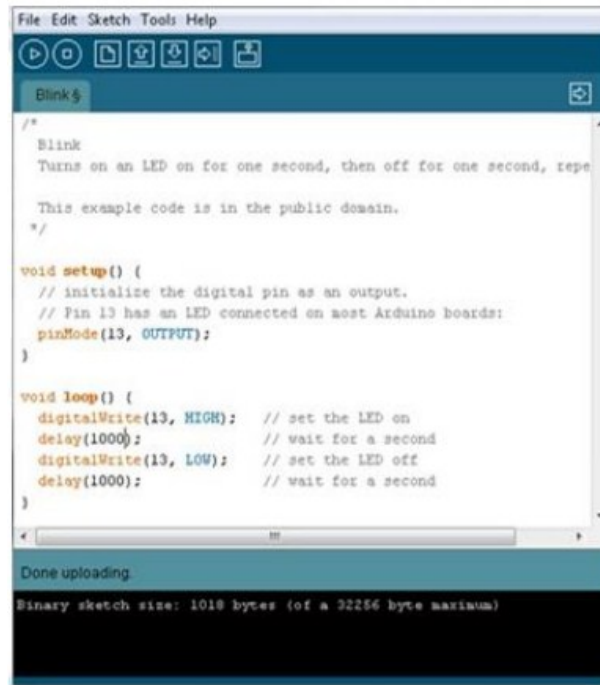 File Edit Sketch Tools Help
Blink §
/*
Blink
Turns on an LED on for one second, then off for one second, repe
This example code is in the public domain.
*/
void setup() {
// initialize the digital pin as an output.
// Pin 13 has an LED connected on most Arduino boards:
pinMode(13, OUTPUT);
}
void loop() {
digitalWrite(13, HIGH); // set the LED on
delay(1000); // wait for a second
digitalWrite(13, LOW); // set the LED off
delay(1000); // wait for a second
}
Done uploading.
Binary sketch size: 1018 bytes (of a 32256 byte maximum)